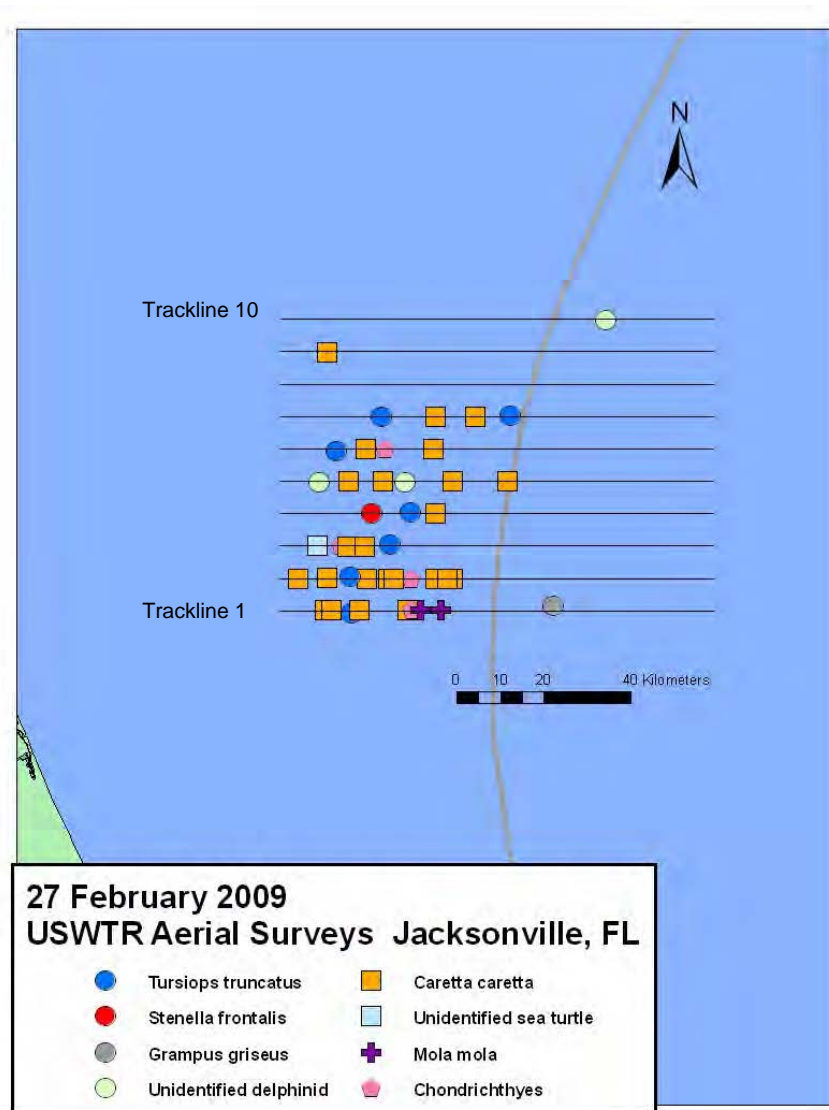 N
Trackline 10
Trackline 1
0 10 20 40 Kilometers
27 February 2009
USWTR Aerial Surveys Jacksonville, FL
Tursiops truncatus
Caretta caretta
Stenella frontalis
Unidentified sea turtle
Grampus griseus
Mola mola
Unidentified delphinid
Chondrichthyes